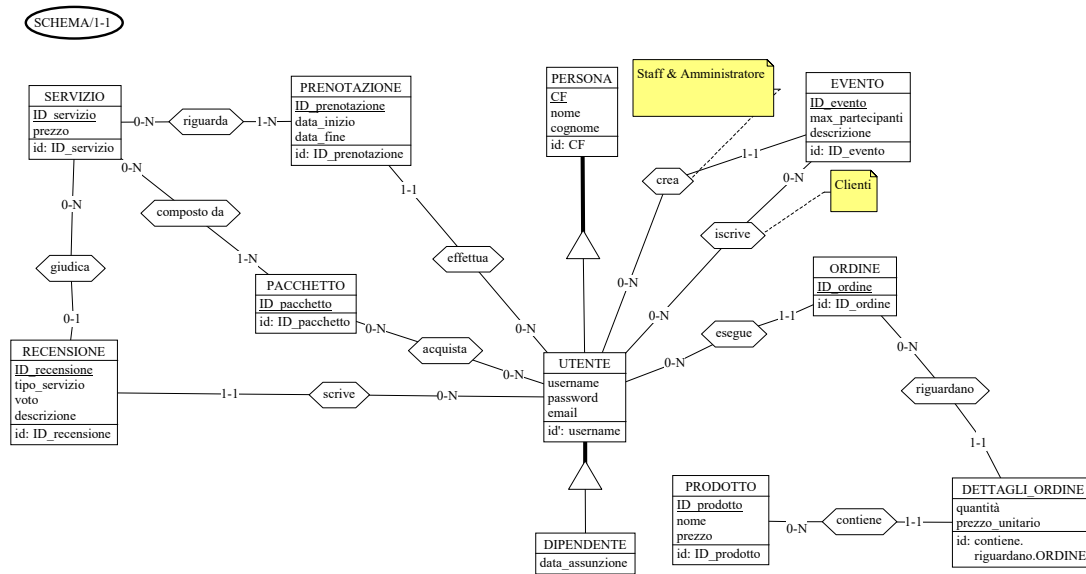 SCHEMA/1-1
SERVIZIO
ID_servizio
prezzo
id: ID_servizio
0-N
riguarda
1-N
PRENOTAZIONE
ID_prenotazione
data_inizio
data_fine
id: ID_prenotazione
PERSONA
CF
nome
cognome
id: CF
Staff & Amministratore
EVENTO
ID_evento
max_partecipanti
descrizione
id: ID_evento
0-N
composto da
1-N
0-N
giudica
0-1
1-1
effettua
0-N
crea
1-1
0-N
Clienti
0-N
iscrive
0-N
PACCHETTO
ID_pacchetto
id: ID_pacchetto
0-N
acquista
0-N
ORDINE
ID_ordine
id: ID_ordine
0-N
esegue
1-1
RECENSIONE
ID_recensione
tipo_servizio
voto
descrizione
id: ID_recensione
1-1
scrive
0-N
UTENTE
username
password
email
id': username
0-N
riguardano
1-1
PRODOTTO
ID_prodotto
nome
prezzo
id: ID_prodotto
0-N
contiene
1-1
DETTAGLI_ORDINE
quantità
prezzo_unitario
id: contiene.
riguardano.ORDINE
DIPENDENTE
data_assunzione